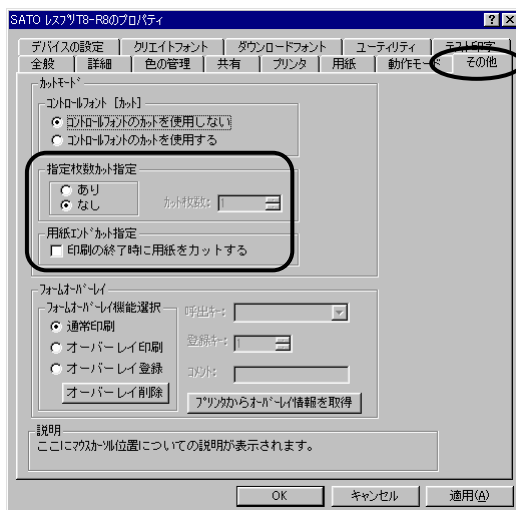 SATO ﾚｽﾌﾟﾘT8-R8のﾌﾟﾛﾊﾟﾃｨ
デバイスの設定 クリエイトフォント ダウンロードフォント ユーティリティ テスト印字
全般 詳細 色の管理 共有 プリンタ 用紙 動作モード その他
ｶｯﾄﾓｰﾄﾞ
ｺﾝﾄﾛｰﾙﾌｫﾝﾄ [ｶｯﾄ]
ｺﾝﾄﾛｰﾙﾌｫﾝﾄのｶｯﾄを使用しない
ｺﾝﾄﾛｰﾙﾌｫﾝﾄのｶｯﾄを使用する
指定枚数ｶｯﾄ指定
あり
なし
ｶｯﾄ枚数: 1
用紙ｴﾝﾄﾞｶｯﾄ指定
印刷の終了時に用紙をカットする
ﾌｫｰﾑｵｰﾊﾞｰﾚｲ
ﾌｫｰﾑｵｰﾊﾞｰﾚｲ機能選択
通常印刷
オーバーレイ印刷
オーバーレイ登録
オーバーレイ削除
呼出ｷｰ:
登録ｷｰ: 1
ｺﾒﾝﾄ:
ﾌﾟﾘﾝﾀからｵｰﾊﾞｰﾚｲ情報を取得
説明
ここにﾏｳｽｶｰｿﾙ位置についての説明が表示されます。
OK キャンセル 適用(A)